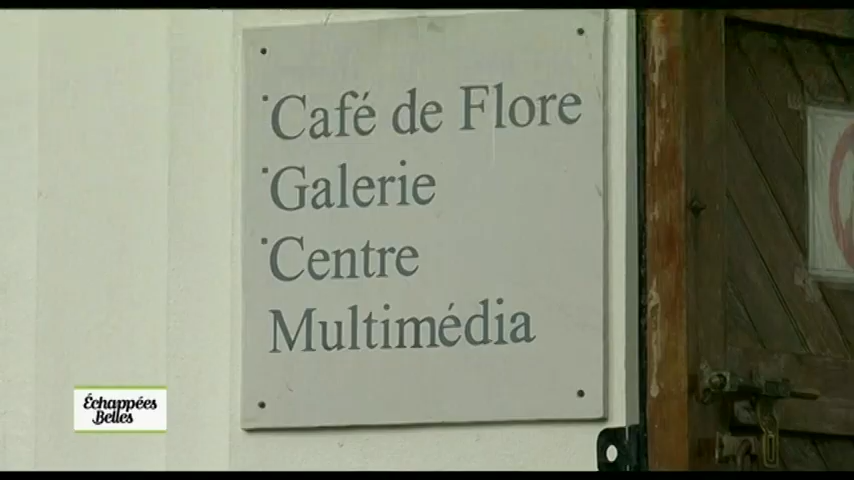 Café de Flore
Galerie
Centre
Multimédia
Échappées
Belles